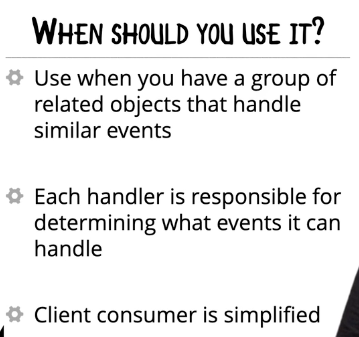 WHEN SHOULD YOU USE IT?
Use when you have a group of
related objects that handle
similar events
Each handler is responsible for
determining what events it can
handle
Client consumer is simplified